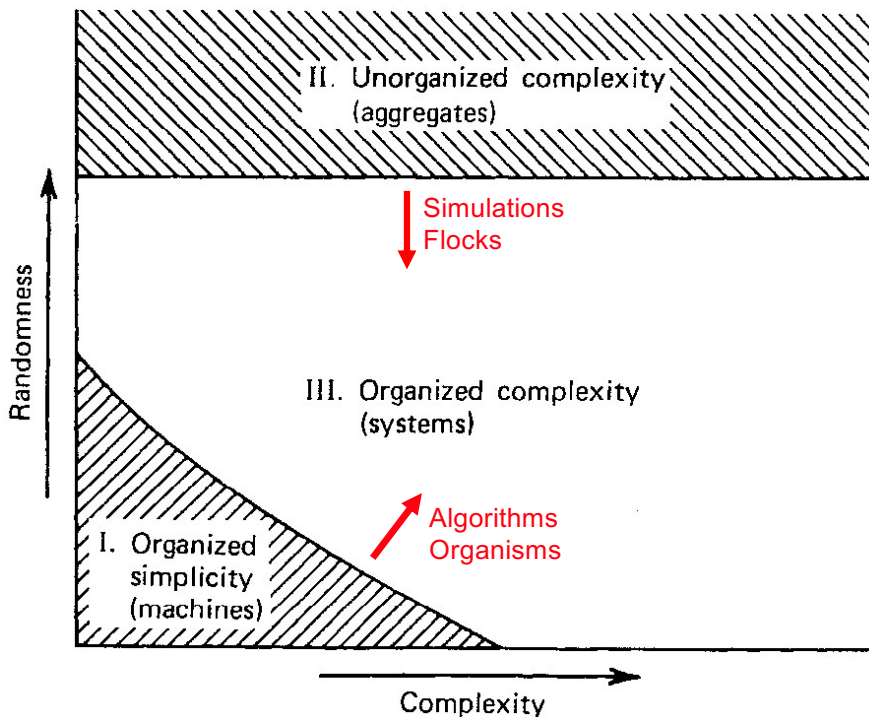 II. Unorganized complexity
(aggregates)
Simulations
Flocks
Randomness
III. Organized complexity
(systems)
Algorithms
Organisms
I. Organized
simplicity
(machines)
Complexity